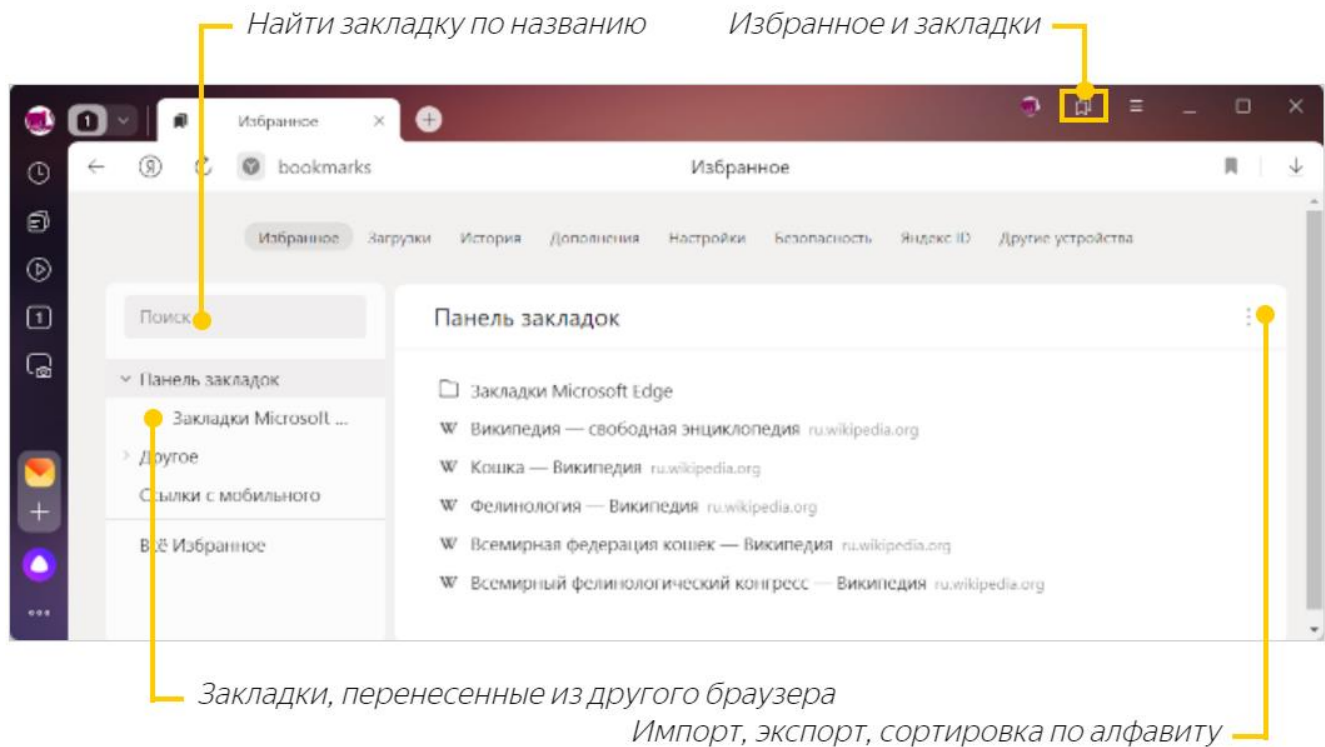 Найти закладку по названию
Избранное и закладки
1
Избранное
bookmarks
Избранное
Избранное Загрузки История Дополнения Настройки Безопасность Яндекс ID Другие устройства
1
Поиск
Панель закладок
Панель закладок
Закладки Microsoft ...
Другое
Ссылки с мобильного
Всё Избранное
Закладки Microsoft Edge
Википедия — свободная энциклопедия ru.wikipedia.org
Кошка — Википедия ru.wikipedia.org
Фелинология — Википедия ru.wikipedia.org
Всемирная федерация кошек — Википедия ru.wikipedia.org
Всемирный фелинологический конгресс — Википедия ru.wikipedia.org
Закладки, перенесенные из другого браузера
Импорт, экспорт, сортировка по алфавиту